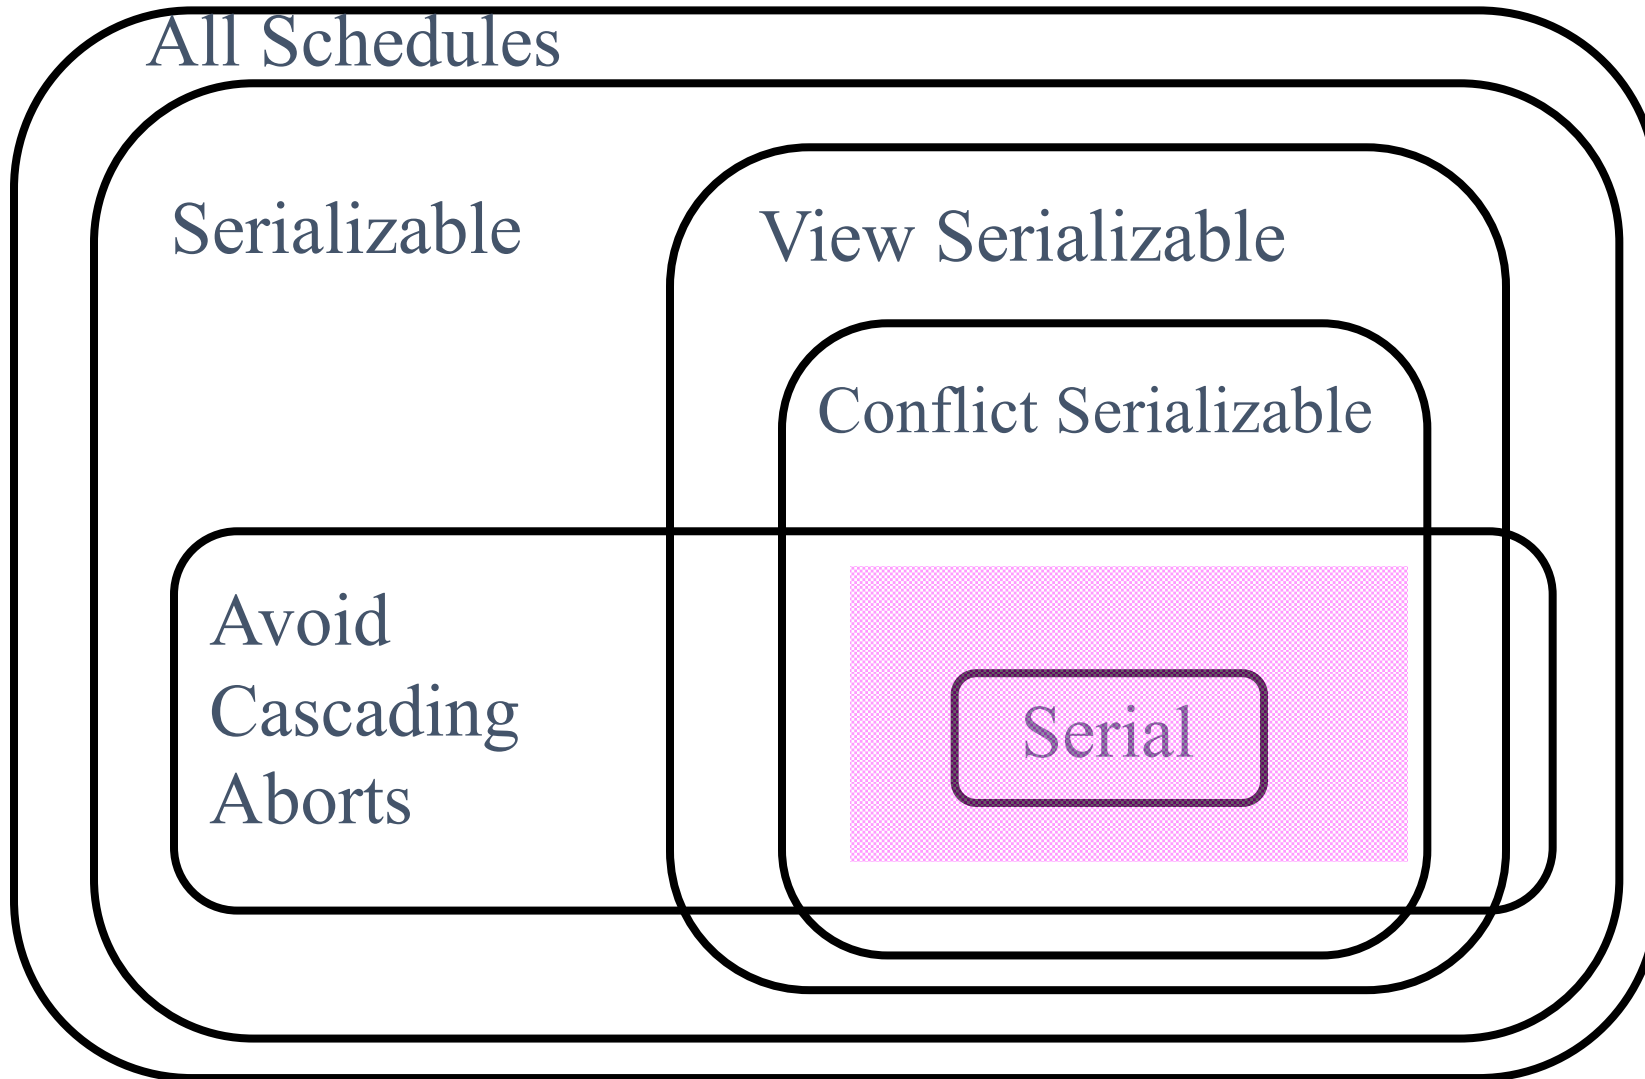 All Schedules
Serializable
View Serializable
Conflict Serializable
Avoid
Cascading
Aborts
Serial